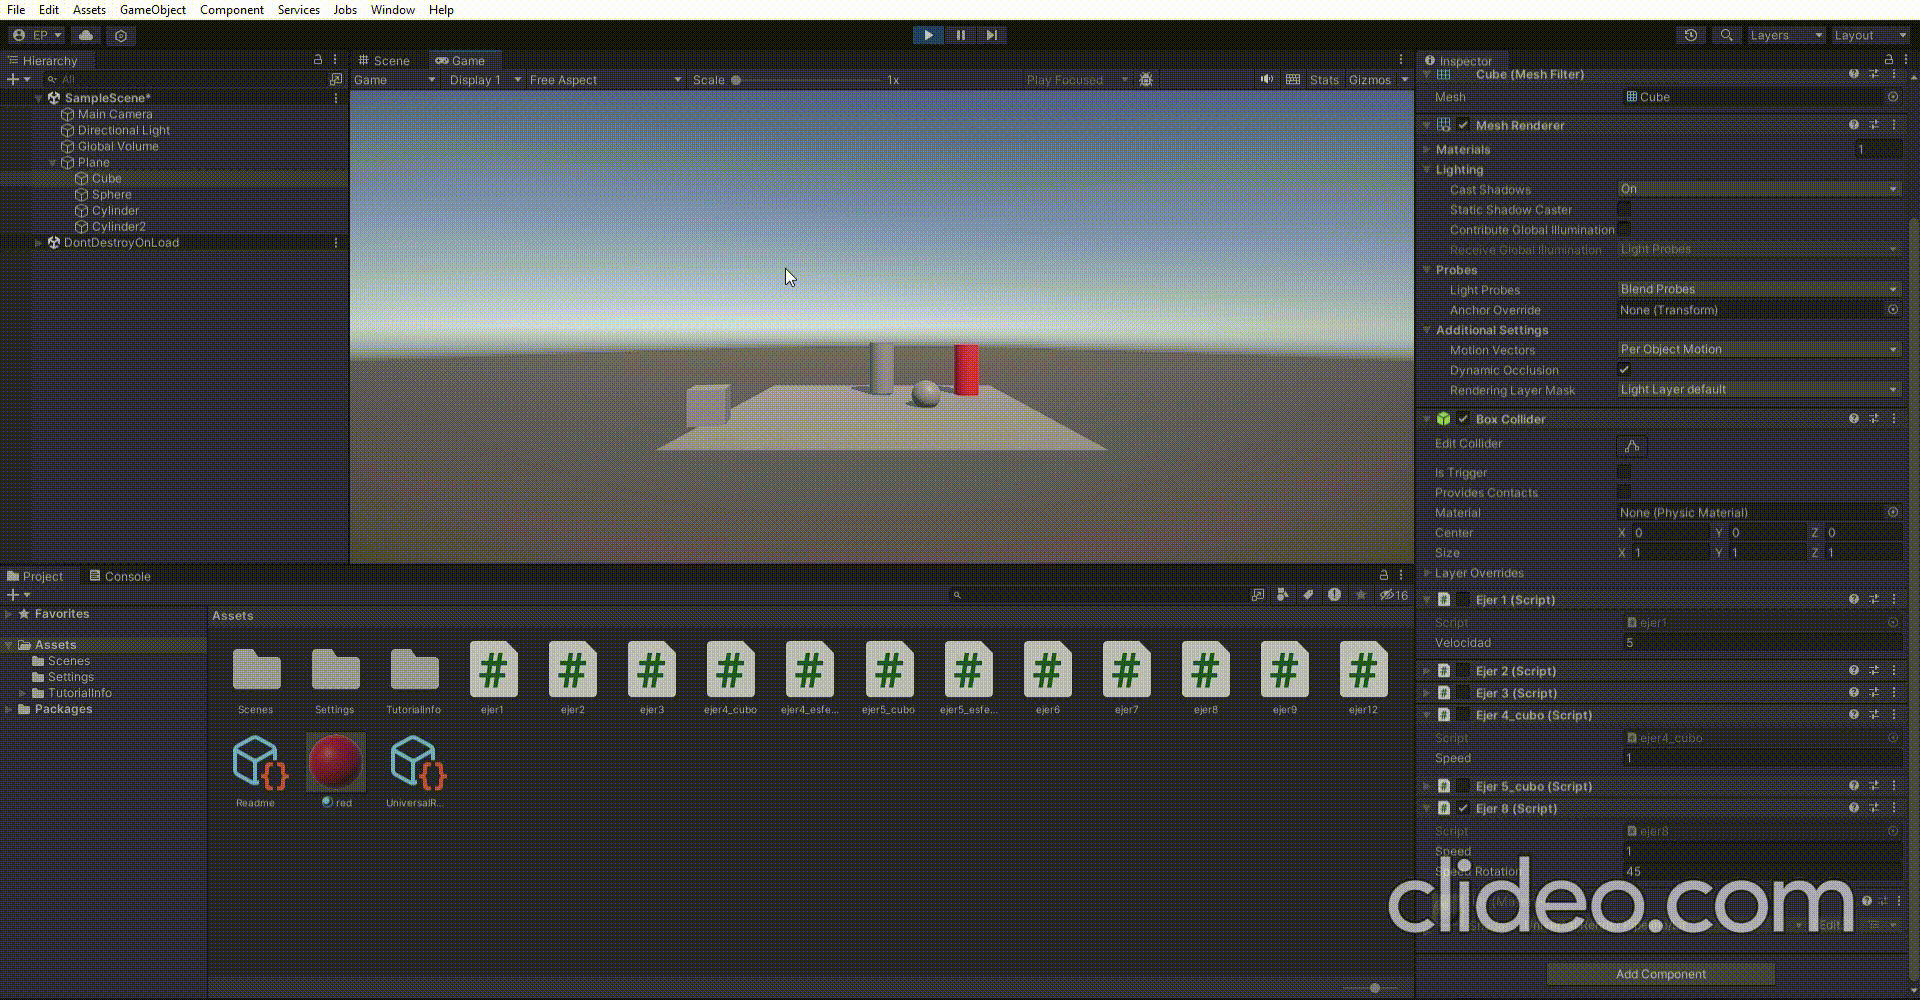 File Edit Assets GameObject Component Services Jobs Window Help
EP
Layers Layout
Hierarchy
All
SampleScene*
Main Camera
Directional Light
Global Volume
Plane
Cube
Sphere
Cylinder
Cylinder2
DontDestroyOnLoad
Scene Game
Game Display 1 Free Aspect Scale 1x Play Focused Stats Gizmos
Inspector
Cube (Mesh Filter)
Mesh Cube
Mesh Renderer
Materials 1
Lighting
Cast Shadows On
Static Shadow Caster
Contribute Global Illumination
Receive Global Illumination Light Probes
Probes
Light Probes Blend Probes
Anchor Override None (Transform)
Additional Settings
Motion Vectors Per Object Motion
Dynamic Occlusion
Rendering Layer Mask Light Layer default
Box Collider
Edit Collider
Is Trigger
Provides Contacts
Material None (Physic Material)
Center X 0 Y 0 Z 0
Size X 1 Y 1 Z 1
Layer Overrides
Ejer 1 (Script)
Script ejer1
Velocidad 5
Ejer 2 (Script)
Ejer 3 (Script)
Ejer 4_cubo (Script)
Script ejer4_cubo
Speed 1
Ejer 5_cubo (Script)
Ejer 8 (Script)
Script ejer8
Speed 1
Speed Rotation 45
Edit
clideo.com
Add Component
Project Console
16
Favorites
Assets
Scenes
Settings
TutorialInfo
Packages
Assets
Scenes Settings TutorialInfo ejer1 ejer2 ejer3 ejer4_cubo ejer4_esfe... ejer5_cubo ejer5_esfe... ejer6 ejer7 ejer8 ejer9 ejer12
Readme red UniversalR...